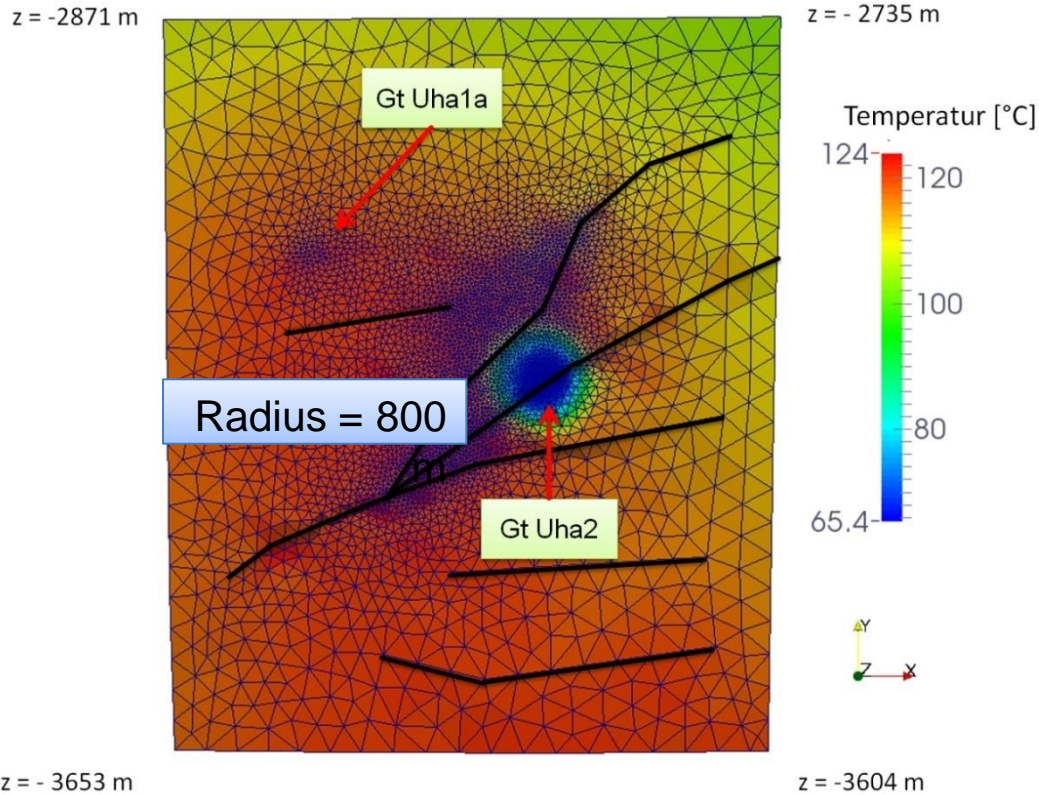 z = -2871 m
z = - 2735 m
Gt Uha1a
Temperatur [°C]
124
120
100
80
65.4
Radius = 800
m
Gt Uha2
Y
Z
X
z = - 3653 m
z = -3604 m